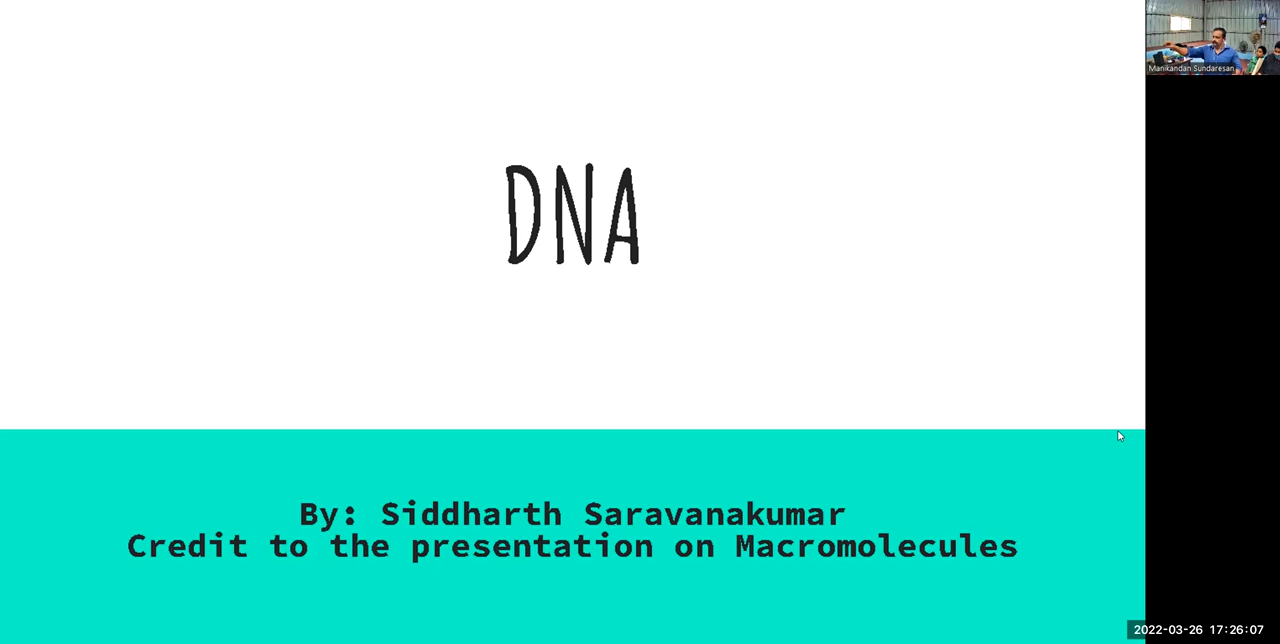 Manikandan Sundaresan
DNA
By: Siddharth Saravanakumar
Credit to the presentation on Macromolecules
2022-03-26 17:26:07